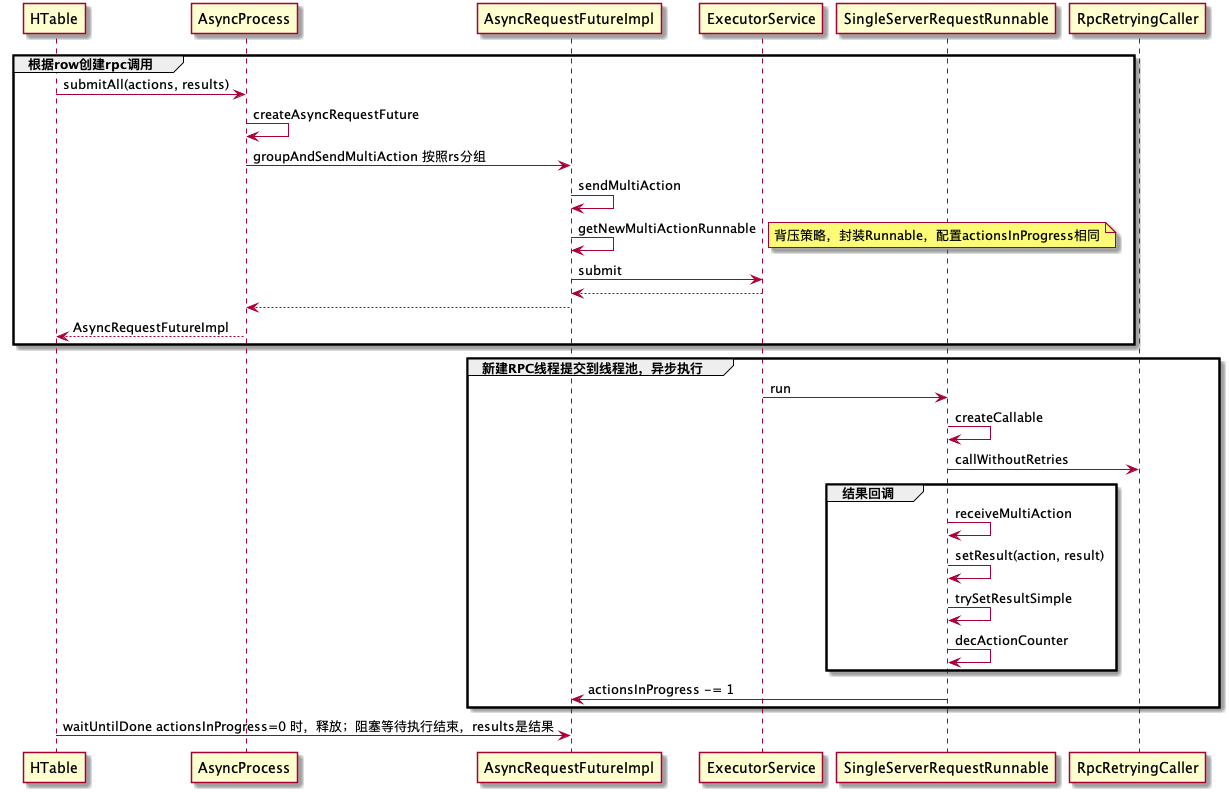 HTable
AsyncProcess
AsyncRequestFutureImpl
ExecutorService
SingleServerRequestRunnable
RpcRetryingCaller
根据row创建rpc调用
submitAll(actions, results)
createAsyncRequestFuture
groupAndSendMultiAction 按照rs分组
sendMultiAction
getNewMultiActionRunnable
背压策略，封装Runnable，配置actionsInProgress相同
submit
AsyncRequestFutureImpl
新建RPC线程提交到线程池，异步执行
run
createCallable
callWithoutRetries
结果回调
receiveMultiAction
setResult(action, result)
trySetResultSimple
decActionCounter
actionsInProgress -= 1
waitUntilDone actionsInProgress=0 时，释放；阻塞等待执行结束，results是结果
HTable
AsyncProcess
AsyncRequestFutureImpl
ExecutorService
SingleServerRequestRunnable
RpcRetryingCaller